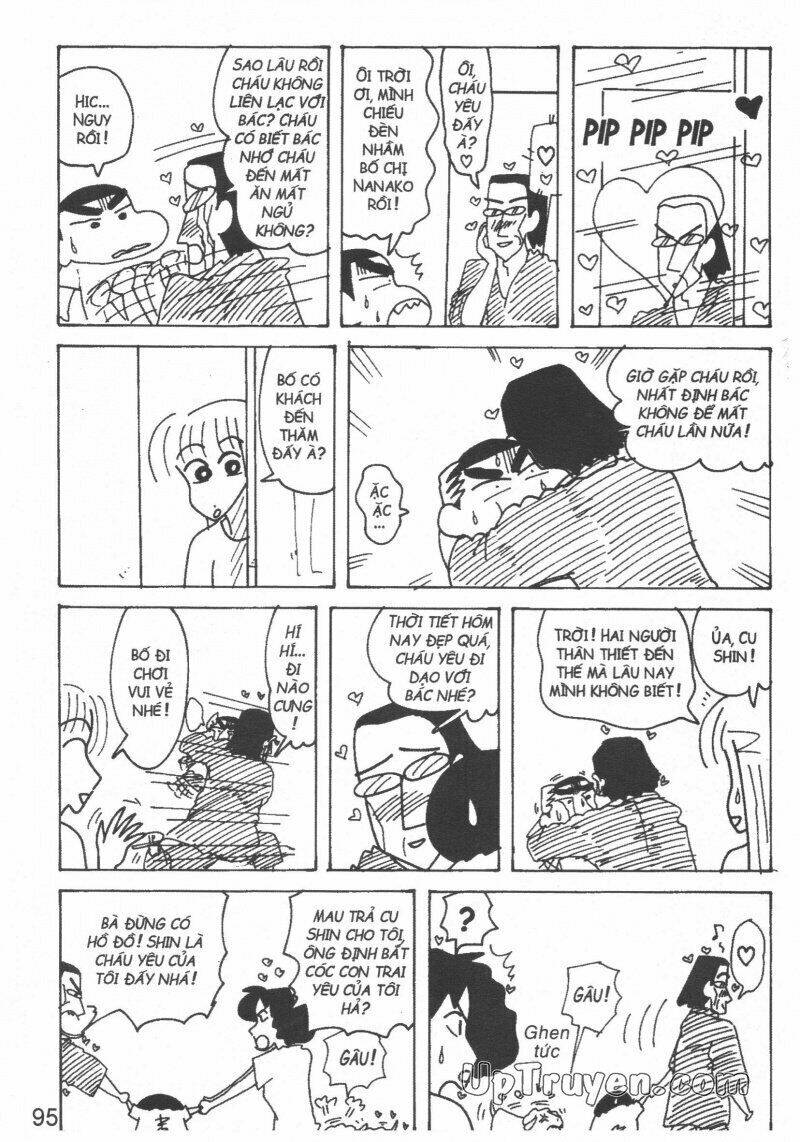 PIP PIP PIP
ÔI,
CHÁU
YÊU
ĐẤY
À?
ÔI TRỜI
ƠI, MÌNH
CHIẾU
ĐÈN
NHẦM
BỐ CHỊ
NANAKO
RỒI!
SAO LÂU RỒI
CHÁU KHÔNG
LIÊN LẠC VỚI
BÁC? CHÁU
CÓ BIẾT BÁC
NHỚ CHÁU
ĐẾN MẤT
ĂN MẤT
NGỦ
KHÔNG?
HIC...
NGUY
RỒI!
GIỜ GẶP CHÁU RỒI,
NHẤT ĐỊNH BÁC
KHÔNG ĐỂ MẤT
CHÁU LẦN NỮA!
ẶC
ẶC
...
BỐ CÓ
KHÁCH
ĐẾN
THĂM
ĐẤY À?
ỦA, CU
SHIN!
TRỜI! HAI NGƯỜI
THÂN THIẾT ĐẾN
THẾ MÀ LÂU NAY
MÌNH KHÔNG BIẾT!
THỜI TIẾT HÔM
NAY ĐẸP QUÁ,
CHÁU YÊU ĐI
DẠO VỚI
BÁC NHÉ?
HÍ
HÍ...
ĐI
NÀO
CƯNG
!
BỐ ĐI
CHƠI
VUI VẺ
NHÉ!
?
GÂU!
Ghen
tức
MAU TRẢ CU
SHIN CHO TÔI,
ÔNG ĐỊNH BẮT
CÓC CON TRAI
YÊU CỦA TÔI
HẢ?
BÀ ĐỪNG CÓ
HỒ ĐỒ! SHIN LÀ
CHÁU YÊU CỦA
TÔI ĐẤY NHÁ!
GÂU!
UpTruyen.com
95